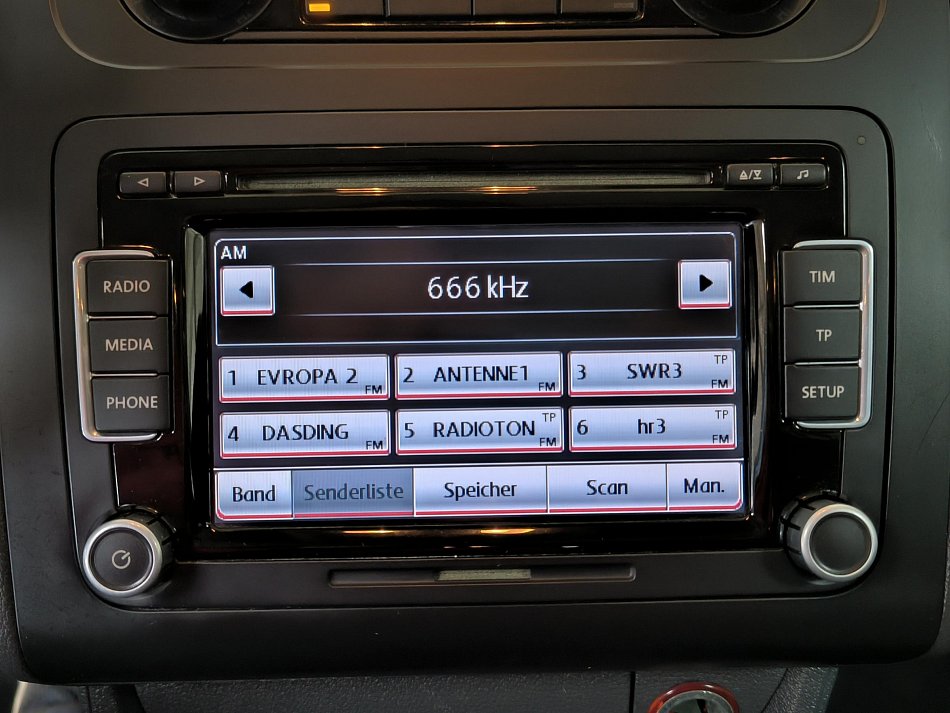 AM
666 kHz
RADIO
MEDIA
PHONE
TIM
TP
SETUP
1 EVROPA 2 FM
2 ANTENNE1 FM
3 SWR3 TP FM
4 DASDING FM
5 RADIOTON TP FM
6 hr3 TP FM
Band Senderliste Speicher Scan Man.